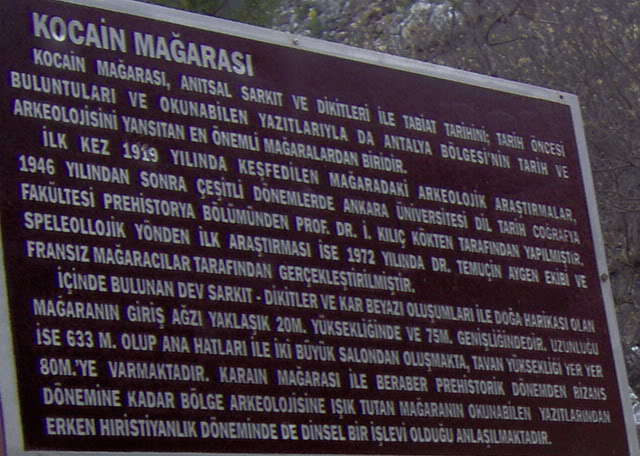 KOCAİN MAĞARASI
KOCAİN MAĞARASI, ANITSAL SARKIT VE DİKİTLERİ İLE TABİAT TARİHİNİ; TARİH ÖNCESİ
BULUNTULARI VE OKUNABİLEN YAZITLARIYLA DA ANTALYA BÖLGESİ'NİN TARİH VE
ARKEOLOJİSİNİ YANSITAN EN ÖNEMLİ MAĞARALARDAN BİRİDİR.
İLK KEZ 1919 YILINDA KEŞFEDİLEN MAĞARADAKİ ARKEOLOJİK ARAŞTIRMALAR,
1946 YILINDAN SONRA ÇEŞİTLİ DÖNEMLERDE ANKARA ÜNİVERSİTESİ DİL TARİH COĞRAFYA
FAKÜLTESİ PREHİSTORYA BÖLÜMÜNDEN PROF. DR. İ. KILIÇ KÖKTEN TARAFINDAN YAPILMIŞTIR.
SPELEOLLOJİK YÖNDEN İLK ARAŞTIRMASI İSE 1972 YILINDA DR. TEMUÇİN AYGEN EKİBİ VE
FRANSIZ MAĞARACILAR TARAFINDAN GERÇEKLEŞTİRİLMİŞTİR.
İÇİNDE BULUNAN DEV SARKIT - DİKİTLER VE KAR BEYAZI OLUŞUMLARI İLE DOĞA HARİKASI OLAN
MAĞARANIN GİRİŞ AĞZI YAKLAŞIK 20M. YÜKSEKLİĞİNDE VE 75M. GENİŞLİĞİNDEDİR. UZUNLUĞU
İSE 633 M. OLUP ANA HATLARI İLE İKİ BÜYÜK SALONDAN OLUŞMAKTA, TAVAN YÜKSEKLİĞİ YER YER
80M.'YE VARMAKTADIR. KARAIN MAĞARASI İLE BERABER PREHİSTORİK DÖNEMDEN BİZANS
DÖNEMİNE KADAR BÖLGE ARKEOLOJİSİNE IŞIK TUTAN MAĞARANIN OKUNABİLEN YAZITLARINDAN
ERKEN HIRİSTİYANLIK DÖNEMİNDE DE DİNSEL BİR İŞLEVİ OLDUĞU ANLAŞILMAKTADIR.